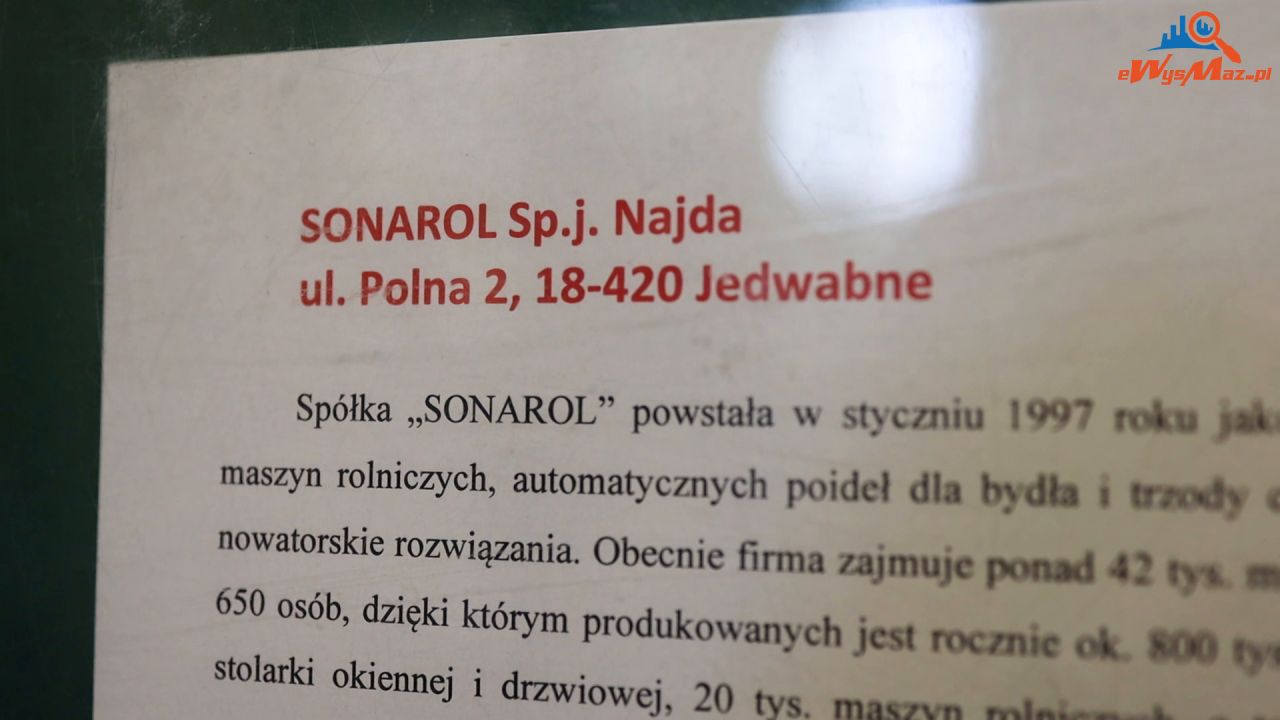 eWysMaz.pl
SONAROL Sp.j. Najda
ul. Polna 2, 18-420 Jedwabne
Spółka „SONAROL” powstała w styczniu 1997 roku
maszyn rolniczych, automatycznych poideł dla bydła i trzody
nowatorskie rozwiązania. Obecnie firma zajmuje ponad 42 tys.
650 osób, dzięki którym produkowanych jest rocznie ok. 800
stolarki okiennej i drzwiowej, 20 tys. maszyn rolniczych,